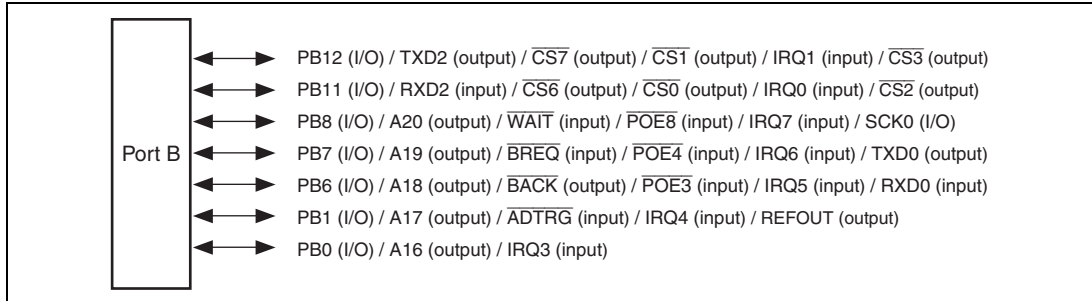 PB12 (I/O) / TXD2 (output) / CS7 (output) / CS1 (output) / IRQ1 (input) / CS3 (output)
PB11 (I/O) / RXD2 (input) / CS6 (output) / CS0 (output) / IRQ0 (input) / CS2 (output)
PB8 (I/O) / A20 (output) / WAIT (input) / POE8 (input) / IRQ7 (input) / SCK0 (I/O)
Port B
PB7 (I/O) / A19 (output) / BREQ (input) / POE4 (input) / IRQ6 (input) / TXD0 (output)
PB6 (I/O) / A18 (output) / BACK (output) / POE3 (input) / IRQ5 (input) / RXD0 (input)
PB1 (I/O) / A17 (output) / ADTRG (input) / IRQ4 (input) / REFOUT (output)
PB0 (I/O) / A16 (output) / IRQ3 (input)